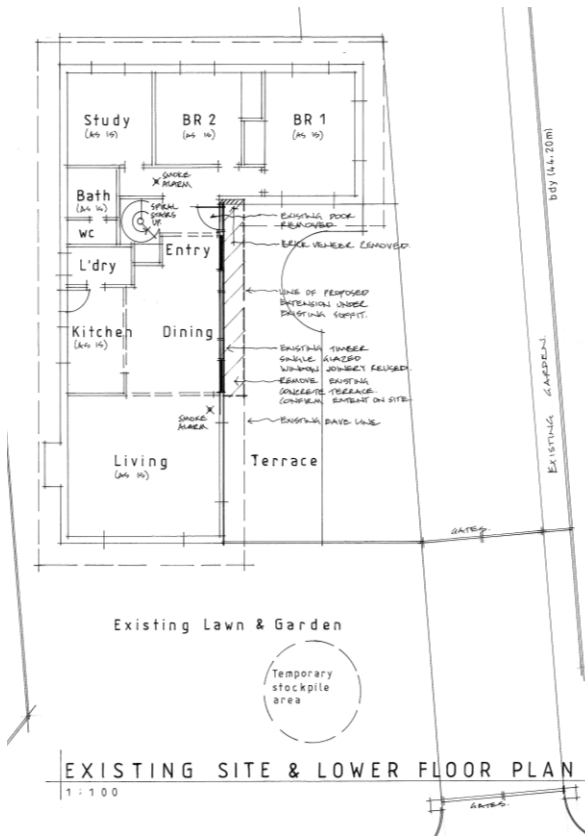 Study
(AS IS)
BR 2
(AS IS)
BR 1
(AS IS)
bdy (46.20m)
SMOKE
ALARM
Bath
(AS IS)
SPIRAL
STAIRS
UP.
WC
EXISTING DOOR
REMOVED.
Entry
BRICK VENEER REMOVED.
L'dry
LINE OF PROPOSED
EXTENSION UNDER
EXISTING SOFFIT.
Kitchen
(AS IS)
Dining
EXISTING TIMBER
SINGLE GLAZED
WINDOW JOINERY REUSED.
REMOVE EXISTING
CONCRETE TERRACE.
CONFIRM EXTENT ON SITE.
EXISTING GARDEN.
SMOKE
ALARM
EXISTING EAVE LINE
Living
(AS IS)
Terrace
GATES.
Existing Lawn & Garden
Temporary
stockpile
area
EXISTING SITE & LOWER FLOOR PLAN
1:100
GATES.